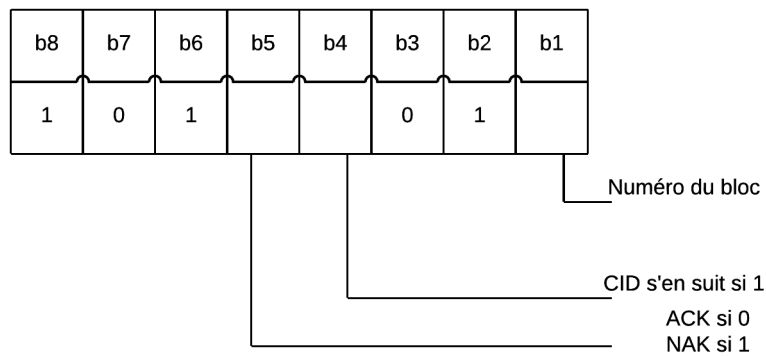 b8 b7 b6 b5 b4 b3 b2 b1
1 0 1 0 1
Numéro du bloc
CID s'en suit si 1
ACK si 0
NAK si 1